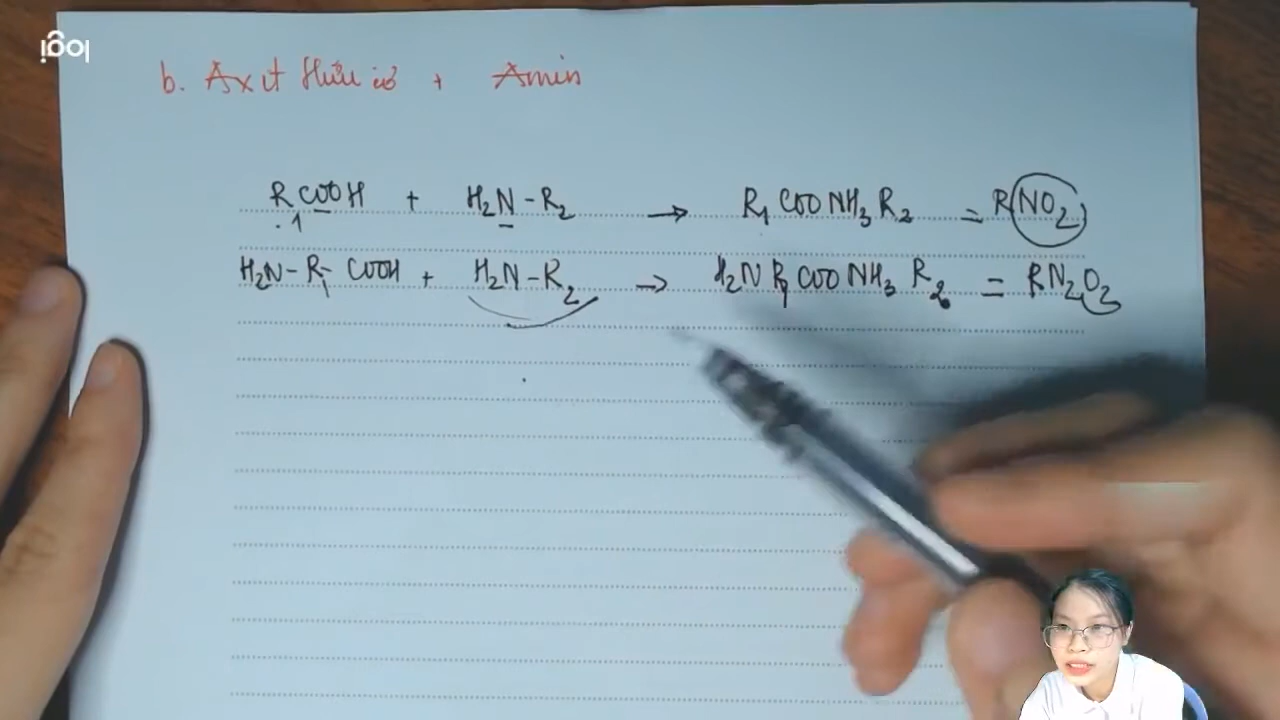 logi
b. Axit Hữu cơ + Amin
R₁COOH + H₂N-R₂ → R₁COONH₃R₂ = RNO₂
H₂N-R₁-COOH + H₂N-R₂ → H₂NR₁COONH₃R₂ = RN₂O₂